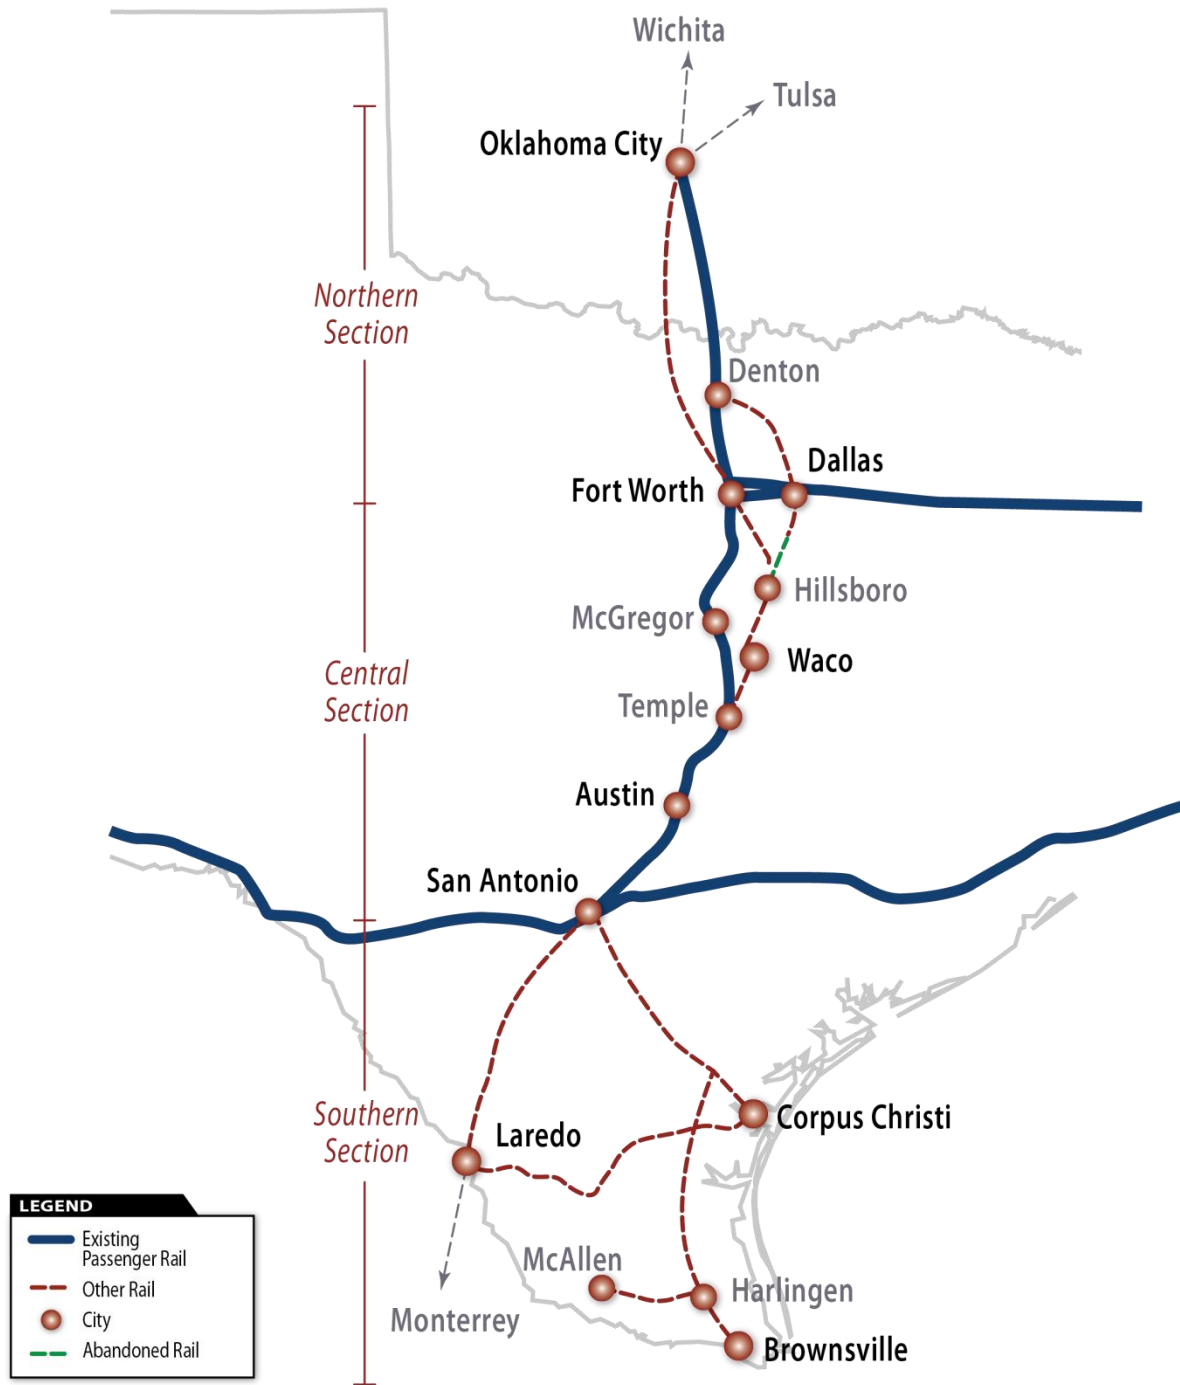 Wichita
Tulsa
Oklahoma City
Northern
Section
Denton
Dallas
Fort Worth
Hillsboro
McGregor
Waco
Central
Section
Temple
Austin
San Antonio
Southern
Section
Corpus Christi
Laredo
McAllen
Harlingen
Monterrey
Brownsville
LEGEND
Existing
Passenger Rail
Other Rail
City
Abandoned Rail